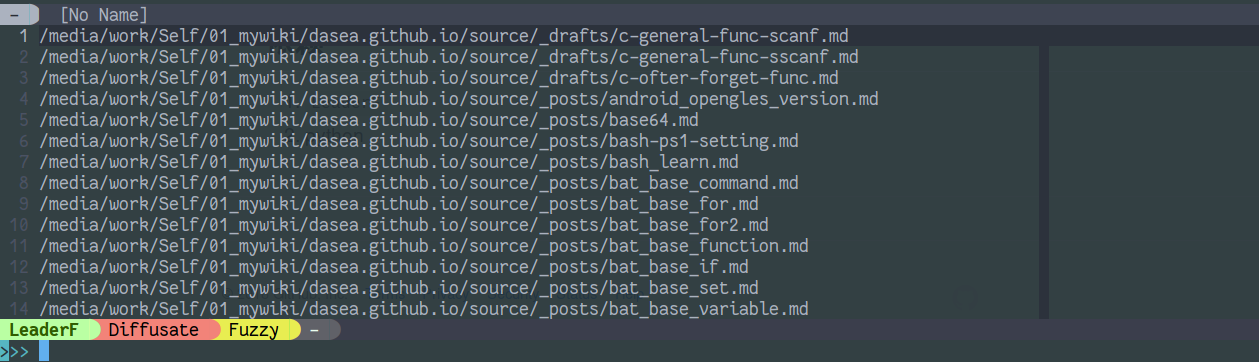 - [No Name]
1 /media/work/Self/01_mywiki/dasea.github.io/source/_drafts/c-general-func-scanf.md
2 /media/work/Self/01_mywiki/dasea.github.io/source/_drafts/c-general-func-sscanf.md
3 /media/work/Self/01_mywiki/dasea.github.io/source/_drafts/c-ofter-forget-func.md
4 /media/work/Self/01_mywiki/dasea.github.io/source/_posts/android_opengles_version.md
5 /media/work/Self/01_mywiki/dasea.github.io/source/_posts/base64.md
6 /media/work/Self/01_mywiki/dasea.github.io/source/_posts/bash-ps1-setting.md
7 /media/work/Self/01_mywiki/dasea.github.io/source/_posts/bash_learn.md
8 /media/work/Self/01_mywiki/dasea.github.io/source/_posts/bat_base_command.md
9 /media/work/Self/01_mywiki/dasea.github.io/source/_posts/bat_base_for.md
10 /media/work/Self/01_mywiki/dasea.github.io/source/_posts/bat_base_for2.md
11 /media/work/Self/01_mywiki/dasea.github.io/source/_posts/bat_base_function.md
12 /media/work/Self/01_mywiki/dasea.github.io/source/_posts/bat_base_if.md
13 /media/work/Self/01_mywiki/dasea.github.io/source/_posts/bat_base_set.md
14 /media/work/Self/01_mywiki/dasea.github.io/source/_posts/bat_base_variable.md
LeaderF Diffusate Fuzzy -
>>>